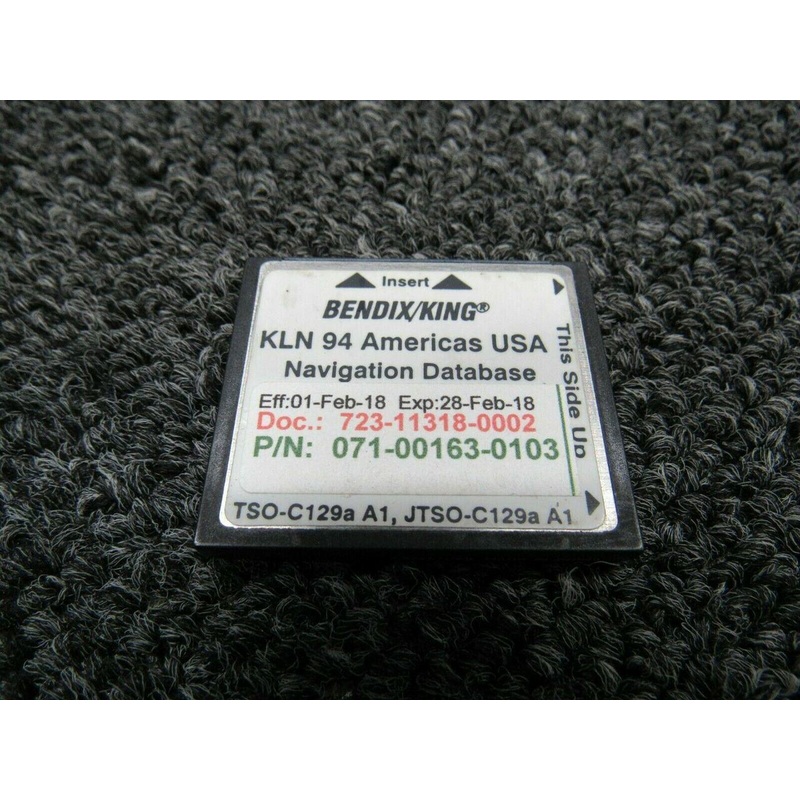 Insert
BENDIX/KING®
KLN 94 Americas USA
Navigation Database
Eff:01-Feb-18 Exp:28-Feb-18
Doc.: 723-11318-0002
P/N: 071-00163-0103
TSO-C129a A1, JTSO-C129a A1
This Side Up